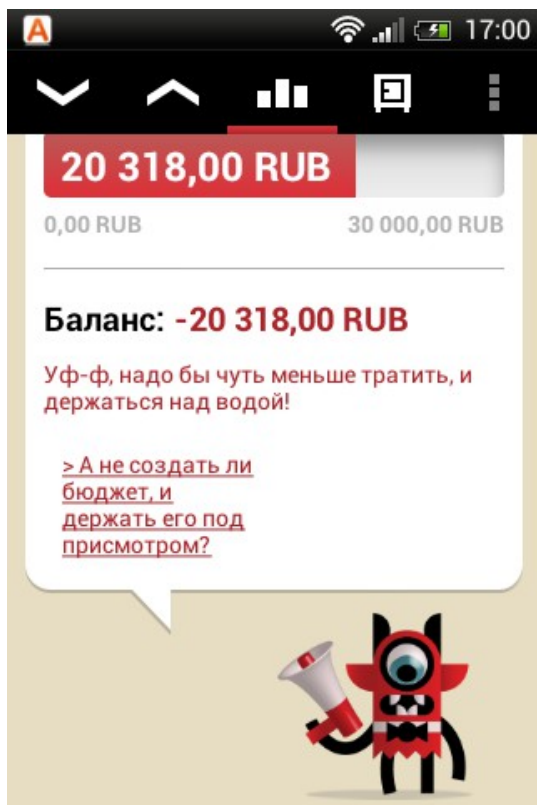 A
17:00
20 318,00 RUB
0,00 RUB
30 000,00 RUB
Баланс: -20 318,00 RUB
Уф-ф, надо бы чуть меньше тратить, и
держаться над водой!
> А не создать ли
бюджет, и
держать его под
присмотром?